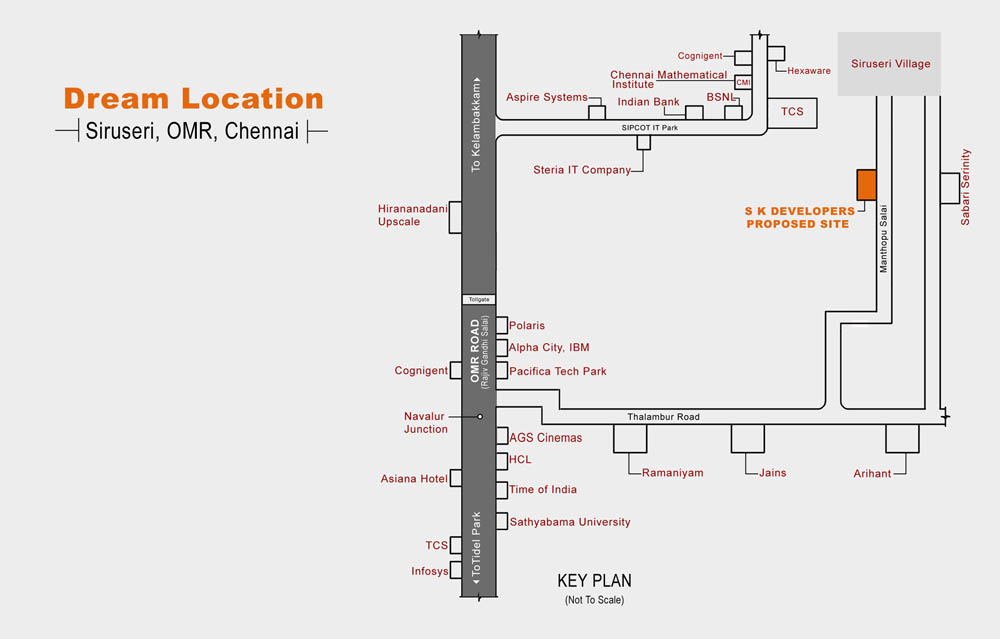 Dream Location
Siruseri, OMR, Chennai
Cognigent
Hexaware
Chennai Mathematical
Institute
CMI
Siruseri Village
Aspire Systems
Indian Bank
BSNL
TCS
SIPCOT IT Park
To Kelambakkam
Steria IT Company
Sabari Serinity
Hirananadani
Upscale
S K DEVELOPERS
PROPOSED SITE
Manthopu Salai
Tollgate
OMR ROAD
(Rajiv Gandhi Salai)
Polaris
Alpha City, IBM
Cognigent
Pacifica Tech Park
Navalur
Junction
Thalambur Road
AGS Cinemas
HCL
Ramaniyam
Jains
Arihant
Asiana Hotel
Time of India
Sathyabama University
ToTidel Park
TCS
Infosys
KEY PLAN
(Not To Scale)